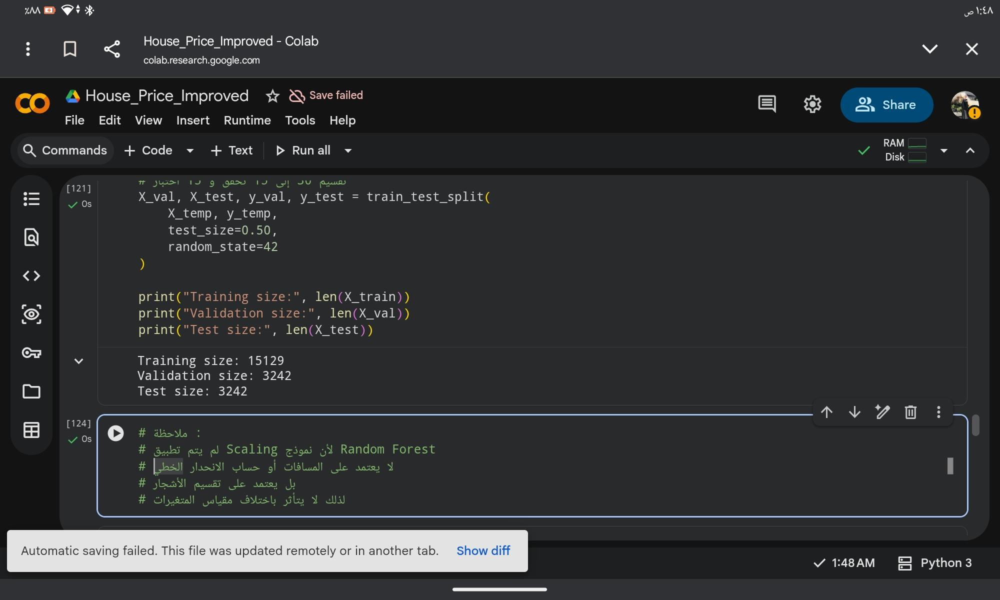 ٪٨٨
١:٤٨ ص
House_Price_Improved - Colab
colab.research.google.com
House_Price_Improved
Save failed
Share
File Edit View Insert Runtime Tools Help
Commands + Code + Text Run all
RAM
Disk
[121]
0s
# تقسيم 30 إلى 15 تحقق و 15 اختبار
X_val, X_test, y_val, y_test = train_test_split(
X_temp, y_temp,
test_size=0.50,
random_state=42
)
print("Training size:", len(X_train))
print("Validation size:", len(X_val))
print("Test size:", len(X_test))
Training size: 15129
Validation size: 3242
Test size: 3242
[124]
0s
# ملاحظة :
# لم يتم تطبيق Scaling لأن نموذج Random Forest
# لا يعتمد على المسافات أو حساب الانحدار الخطي
# بل يعتمد على تقسيم الأشجار
# لذلك لا يتأثر باختلاف مقياس المتغيرات
Automatic saving failed. This file was updated remotely or in another tab. Show diff
1:48 AM Python 3